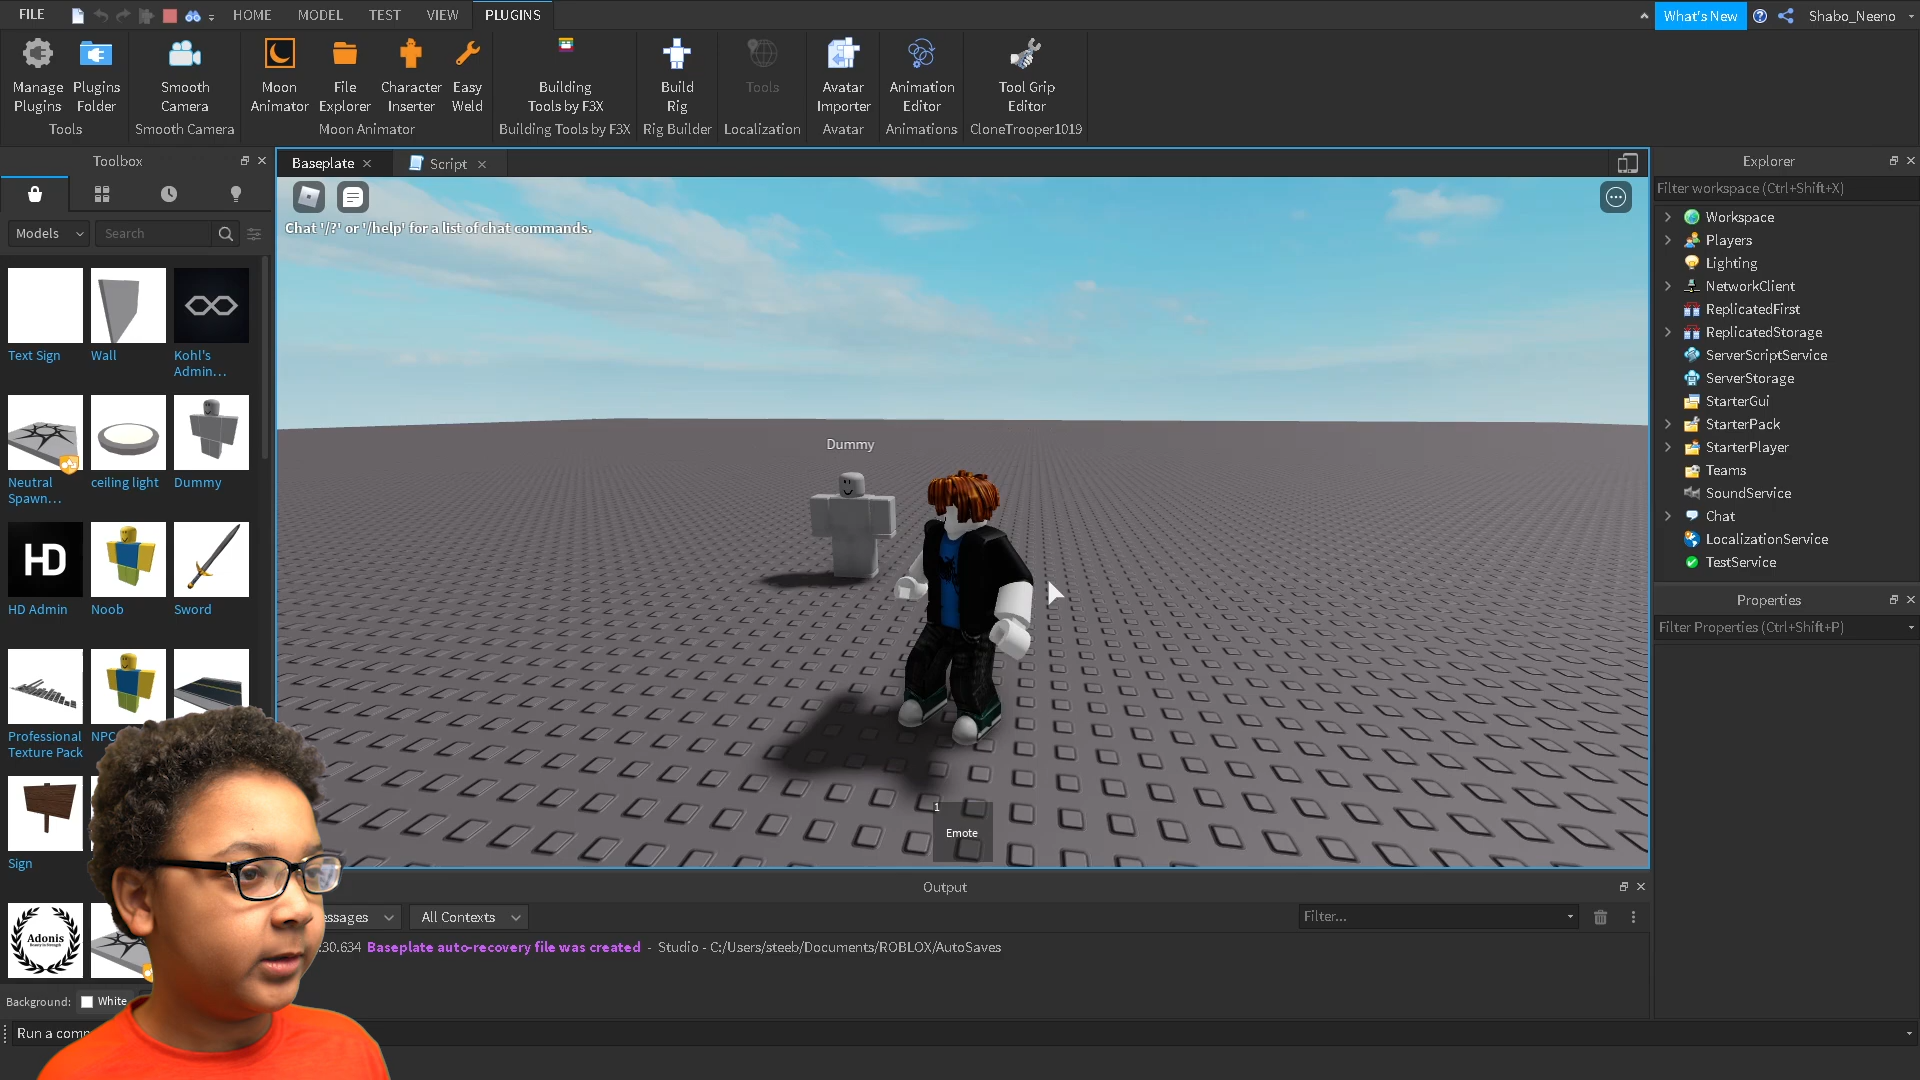 FILE HOME MODEL TEST VIEW PLUGINS What's New Shabo_Neeno
Manage Plugins
Plugins Folder
Tools
Smooth Camera
Smooth Camera
Moon Animator
File Explorer
Character Inserter
Easy Weld
Moon Animator
Building Tools by F3X
Building Tools by F3X
Build Rig
Rig Builder
Tools
Localization
Avatar Importer
Avatar
Animation Editor
Animations
Tool Grip Editor
CloneTrooper1019
Toolbox
Models Search
Text Sign
Wall
Kohl's Admin...
Neutral Spawn...
ceiling light
Dummy
HD
HD Admin
Noob
Sword
Professional Texture Pack
NPC
Sign
Adonis
Background: White
Run a comm
Baseplate
Script
Chat '/?' or '/help' for a list of chat commands.
Dummy
1
Emote
Output
essages
All Contexts
Filter...
:30.634 Baseplate auto-recovery file was created - Studio - C:/Users/steeb/Documents/ROBLOX/AutoSaves
Explorer
Filter workspace (Ctrl+Shift+X)
Workspace
Players
Lighting
NetworkClient
ReplicatedFirst
ReplicatedStorage
ServerScriptService
ServerStorage
StarterGui
StarterPack
StarterPlayer
Teams
SoundService
Chat
LocalizationService
TestService
Properties
Filter Properties (Ctrl+Shift+P)